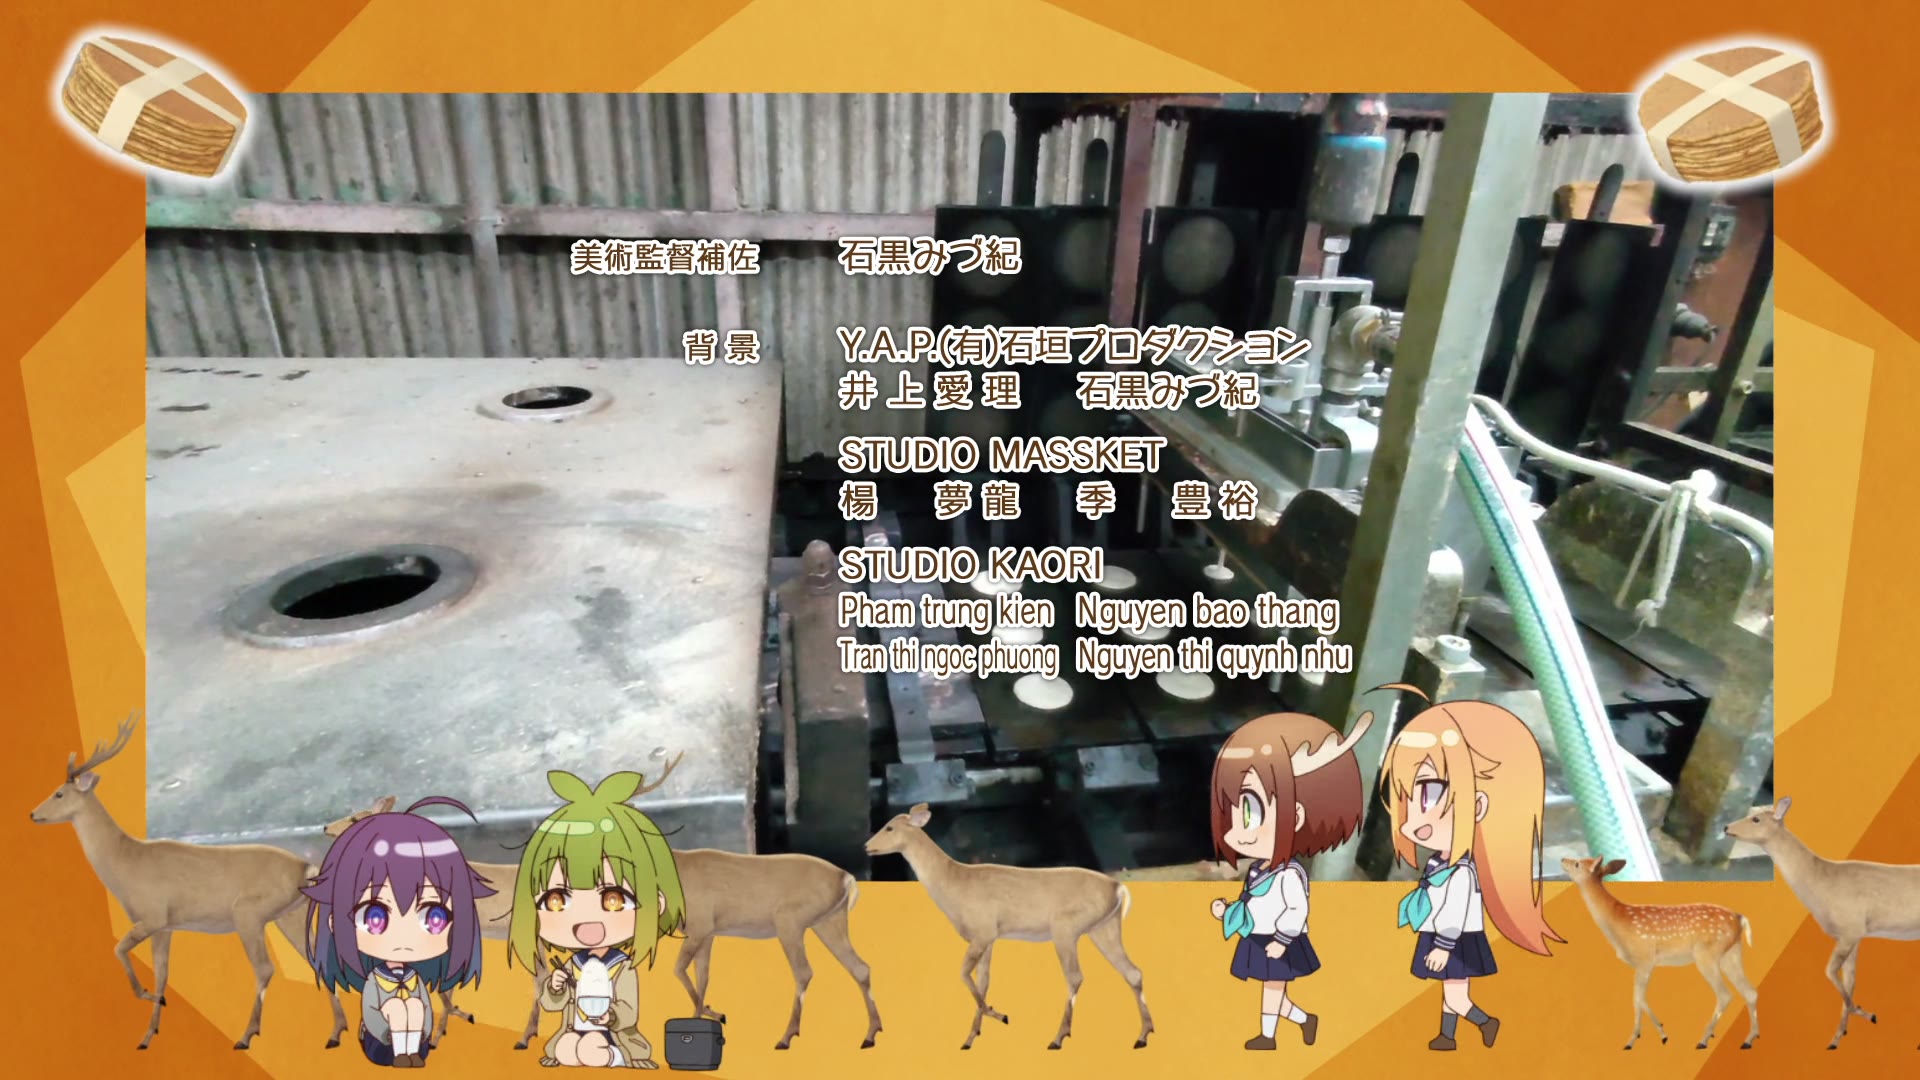 美術監督補佐 石黒みづ紀
背景 Y.A.P.(有)石垣プロダクション
井上愛理 石黒みづ紀
STUDIO MASSKET
楊 夢龍 季 豊裕
STUDIO KAORI
Pham trung kien Nguyen bao thang
Tran thi ngoc phuong Nguyen thi quynh nhu